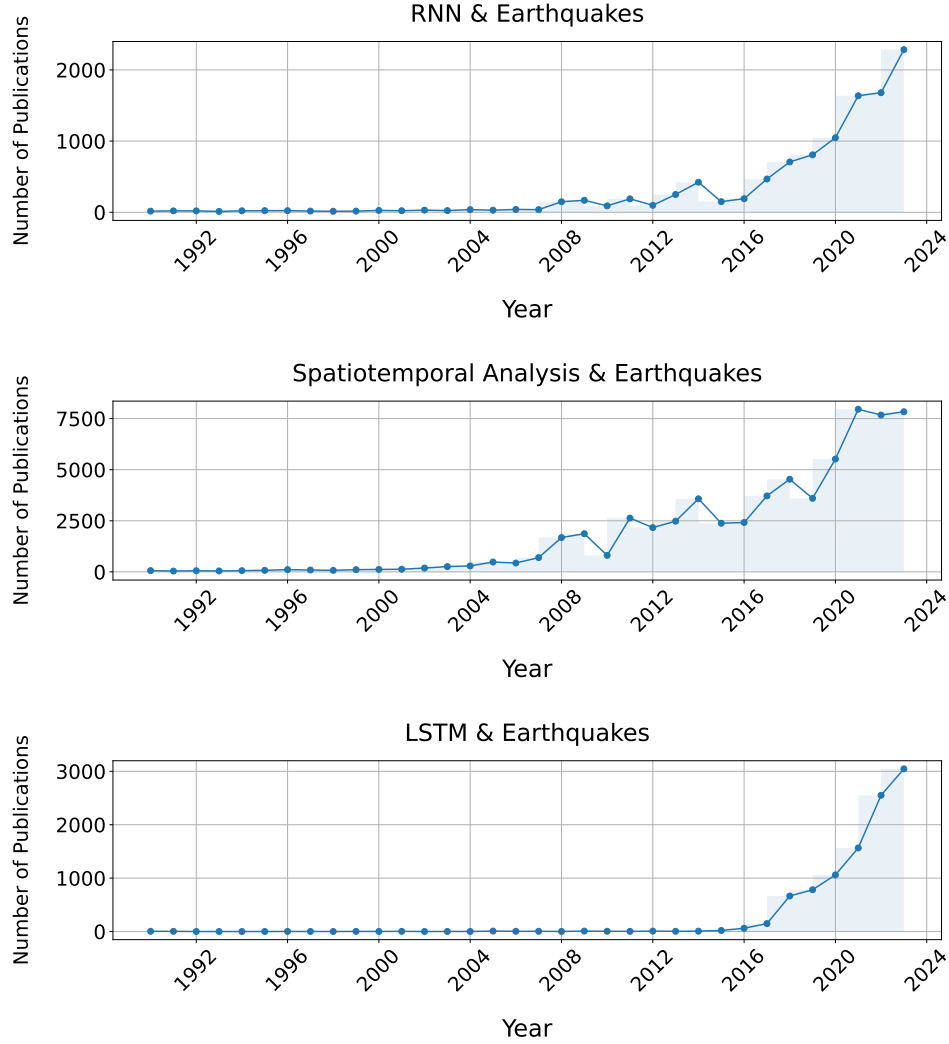 RNN & Earthquakes
Number of Publications
2000
1000
0
1992 1996 2000 2004 2008 2012 2016 2020 2024
Year
Spatiotemporal Analysis & Earthquakes
Number of Publications
7500
5000
2500
0
1992 1996 2000 2004 2008 2012 2016 2020 2024
Year
LSTM & Earthquakes
Number of Publications
3000
2000
1000
0
1992 1996 2000 2004 2008 2012 2016 2020 2024
Year